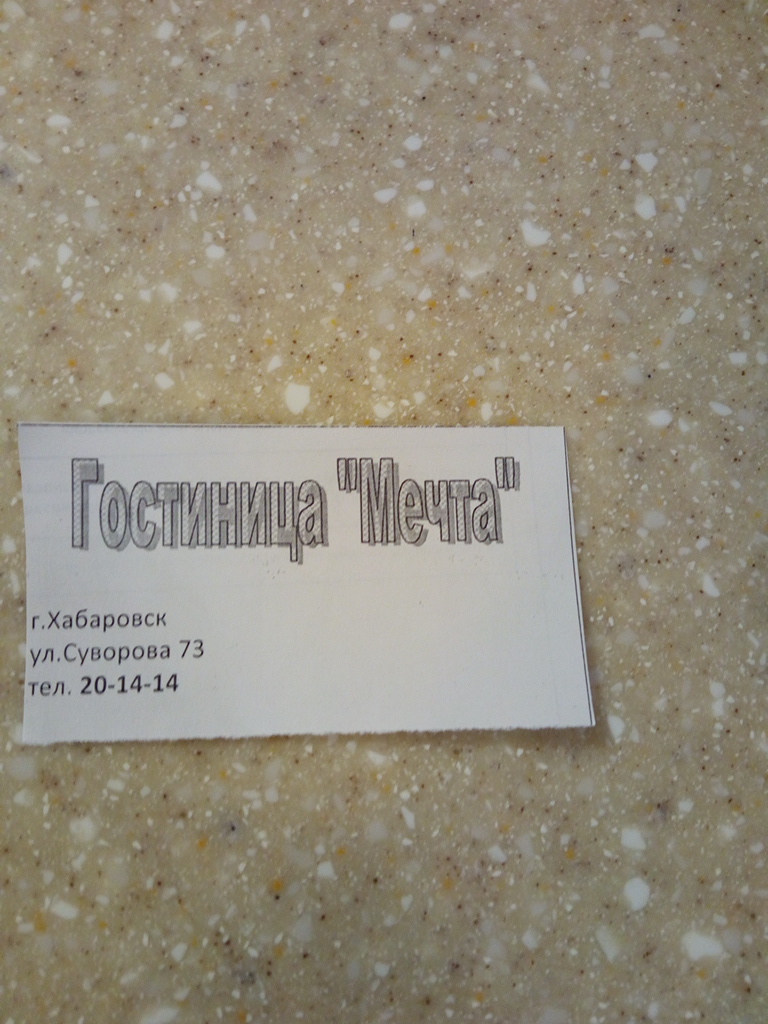 Гостиница "Мечта"
г.Хабаровск
ул.Суворова 73
тел. 20-14-14